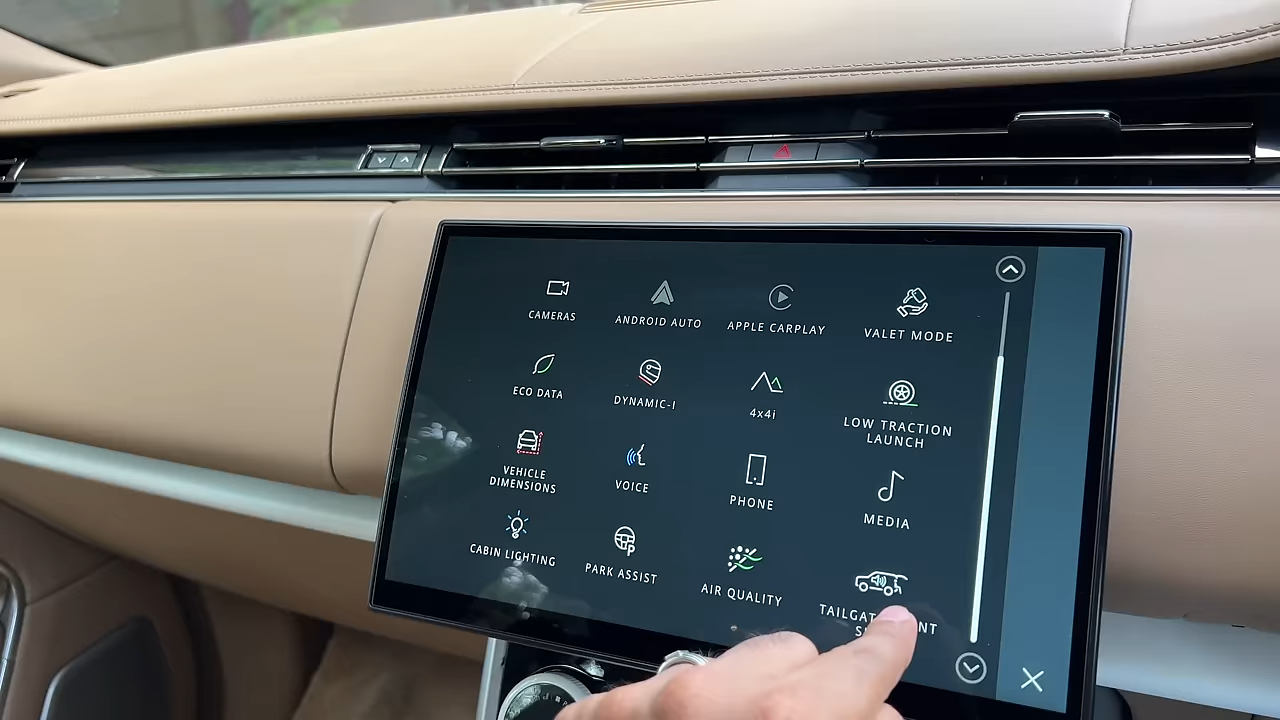 CAMERAS
ANDROID AUTO
APPLE CARPLAY
VALET MODE
ECO DATA
DYNAMIC-I
4x4i
LOW TRACTION
LAUNCH
VEHICLE
DIMENSIONS
VOICE
PHONE
MEDIA
CABIN LIGHTING
PARK ASSIST
AIR QUALITY